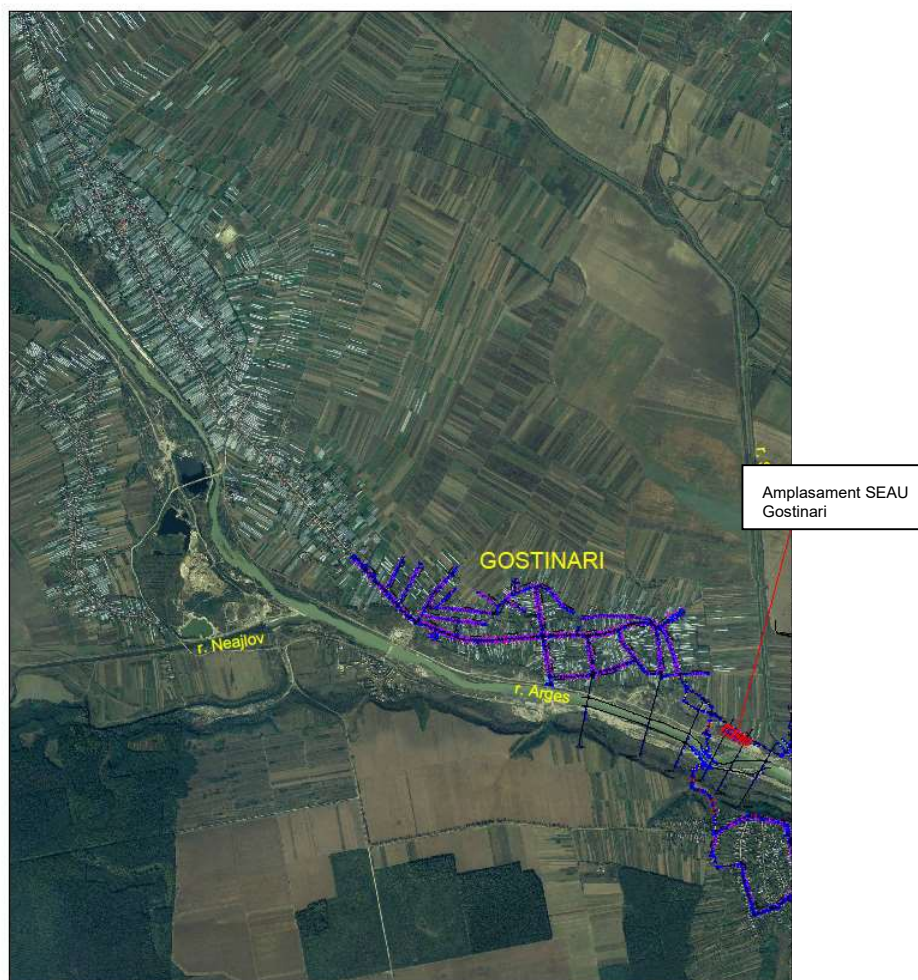 r.
Amplasament SEAU
Gostinari
GOSTINARI
r. Neajlov
r. Arges